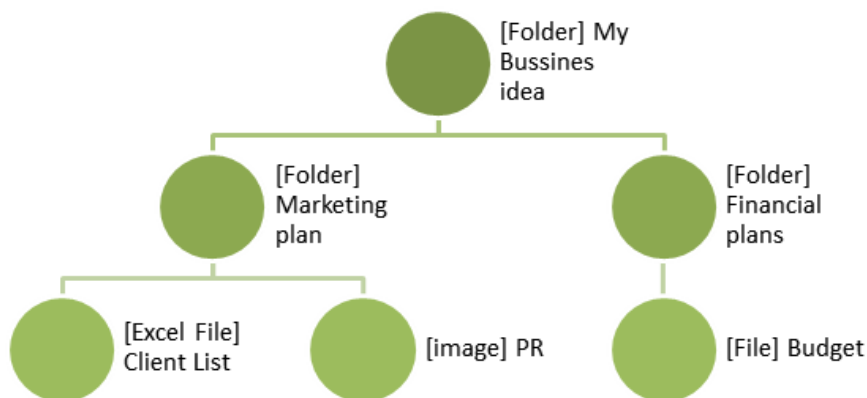 [Folder] My
Bussines
idea
[Folder]
Marketing
plan
[Folder]
Financial
plans
[Excel File]
Client List
[image] PR
[File] Budget